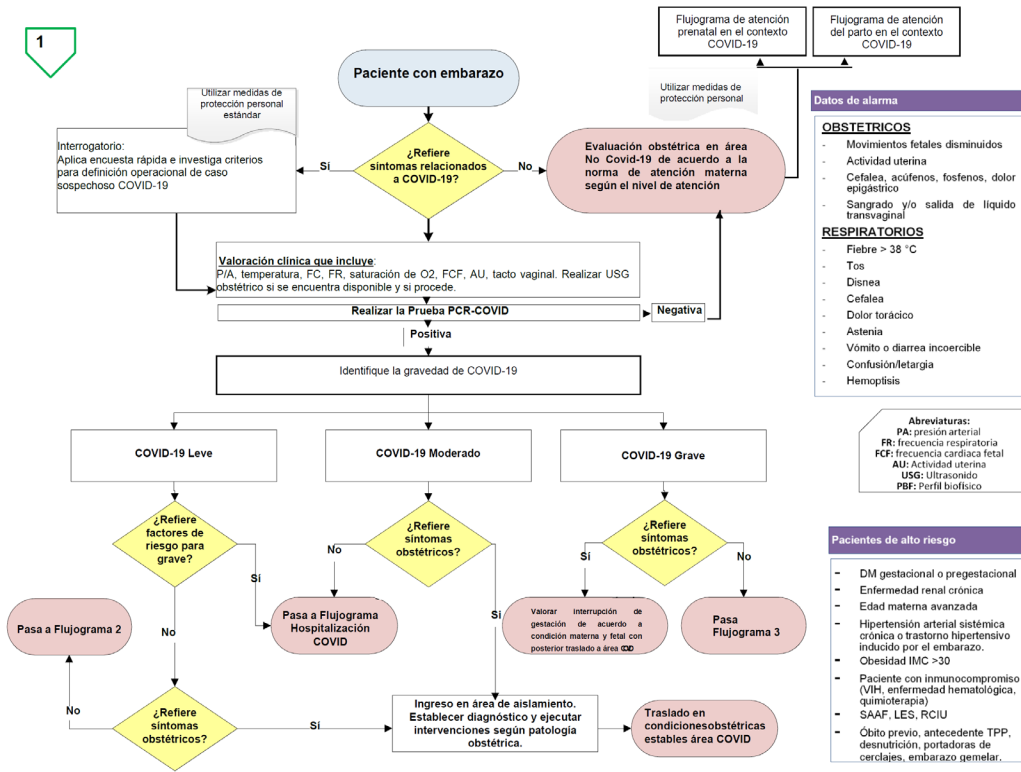 1
Flujograma de atención
prenatal en el contexto
COVID-19
Flujograma de atención
del parto en el contexto
COVID-19
Paciente con embarazo
Utilizar medidas de
protección personal
estándar
Utilizar medidas de
protección personal
Interrogatorio:
Aplica encuesta rápida e investiga criterios
para definición operacional de caso
sospechoso COVID-19
Sí
¿Refiere
síntomas relacionados
a COVID-19?
No
Evaluación obstétrica en área
No Covid-19 de acuerdo a la
norma de atención materna
según el nivel de atención
Valoración clínica que incluye:
P/A, temperatura, FC, FR, saturación de O2, FCF, AU, tacto vaginal. Realizar USG
obstétrico si se encuentra disponible y si procede.
Realizar la Prueba PCR-COVID
Negativa
Positiva
Identifique la gravedad de COVID-19
COVID-19 Leve
COVID-19 Moderado
COVID-19 Grave
¿Refiere
factores de
riesgo para
grave?
¿Refiere
síntomas
obstétricos?
¿Refiere
síntomas
obstétricos?
No
Sí
No
Sí
Sí
No
Pasa a Flujograma 2
Pasa a Flujograma
Hospitalización
COVID
Valorar interrupción de
gestación de acuerdo a
condición materna y fetal con
posterior traslado a área
Pasa
Flujograma 3
No
¿Refiere
síntomas
obstétricos?
Sí
Ingreso en área de aislamiento.
Establecer diagnóstico y ejecutar
intervenciones según patología
obstétrica.
Traslado en
condicionesobstétricas
estables área COVID
Datos de alarma
OBSTETRICOS
- Movimientos fetales disminuidos
- Actividad uterina
- Cefalea, acúfenos, fosfenos, dolor
epigástrico
- Sangrado y/o salida de líquido
transvaginal
RESPIRATORIOS
- Fiebre > 38 °C
- Tos
- Disnea
- Cefalea
- Dolor torácico
- Astenia
- Vómito o diarrea incoercible
- Confusión/letargia
- Hemoptisis
Abreviaturas:
PA: presión arterial
FR: frecuencia respiratoria
FCF: frecuencia cardiaca fetal
AU: Actividad uterina
USG: Ultrasonido
PBF: Perfil biofísico
Pacientes de alto riesgo
- DM gestacional o pregestacional
- Enfermedad renal crónica
- Edad materna avanzada
- Hipertensión arterial sistémica
crónica o trastorno hipertensivo
inducido por el embarazo.
- Obesidad IMC >30
- Paciente con inmunocompromiso
(VIH, enfermedad hematológica,
quimioterapia)
- SAAF, LES, RCIU
- Óbito previo, antecedente TPP,
desnutrición, portadoras de
cerclajes, embarazo gemelar.